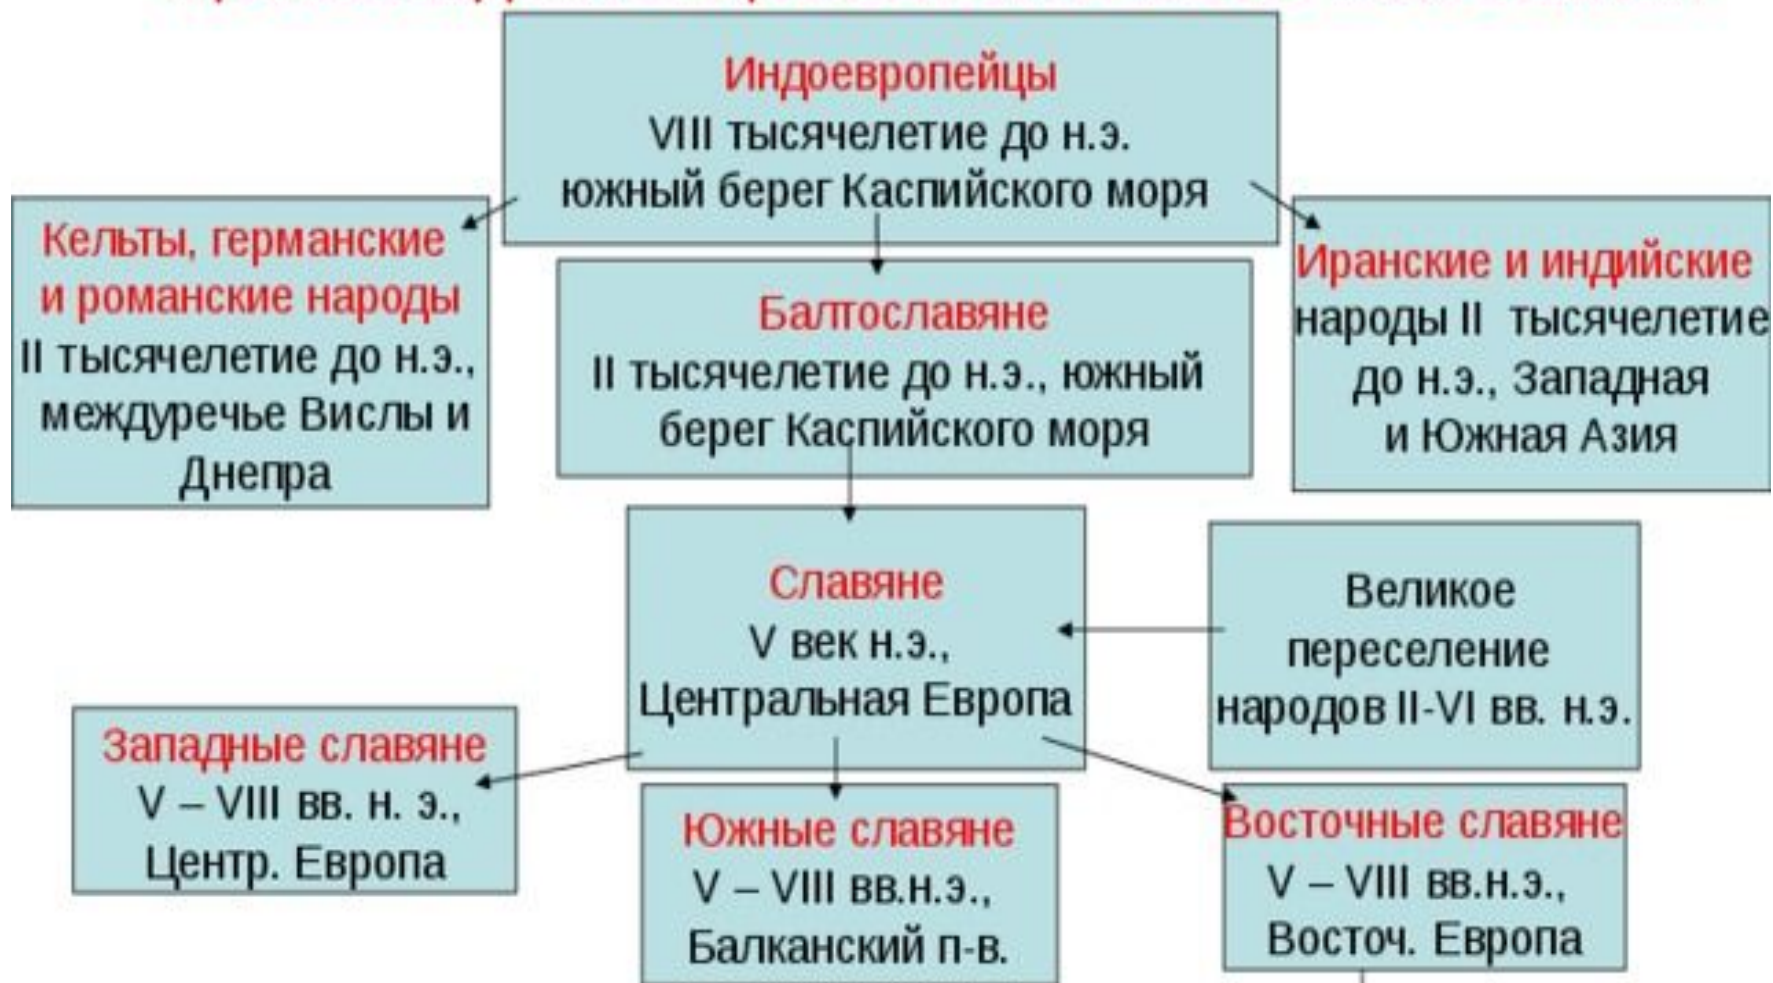 Индоевропейцы
VIII тысячелетие до н.э.
южный берег Каспийского моря
Кельты, германские
и романские народы
II тысячелетие до н.э.,
междуречье Вислы и
Днепра
Балтославяне
II тысячелетие до н.э., южный
берег Каспийского моря
Иранские и индийские
народы II тысячелетие
до н.э., Западная
и Южная Азия
Славяне
V век н.э.,
Центральная Европа
Великое
переселение
народов II-VI вв. н.э.
Западные славяне
V – VIII вв. н. э.,
Центр. Европа
Южные славяне
V – VIII вв.н.э.,
Балканский п-в.
Восточные славяне
V – VIII вв.н.э.,
Восточ. Европа